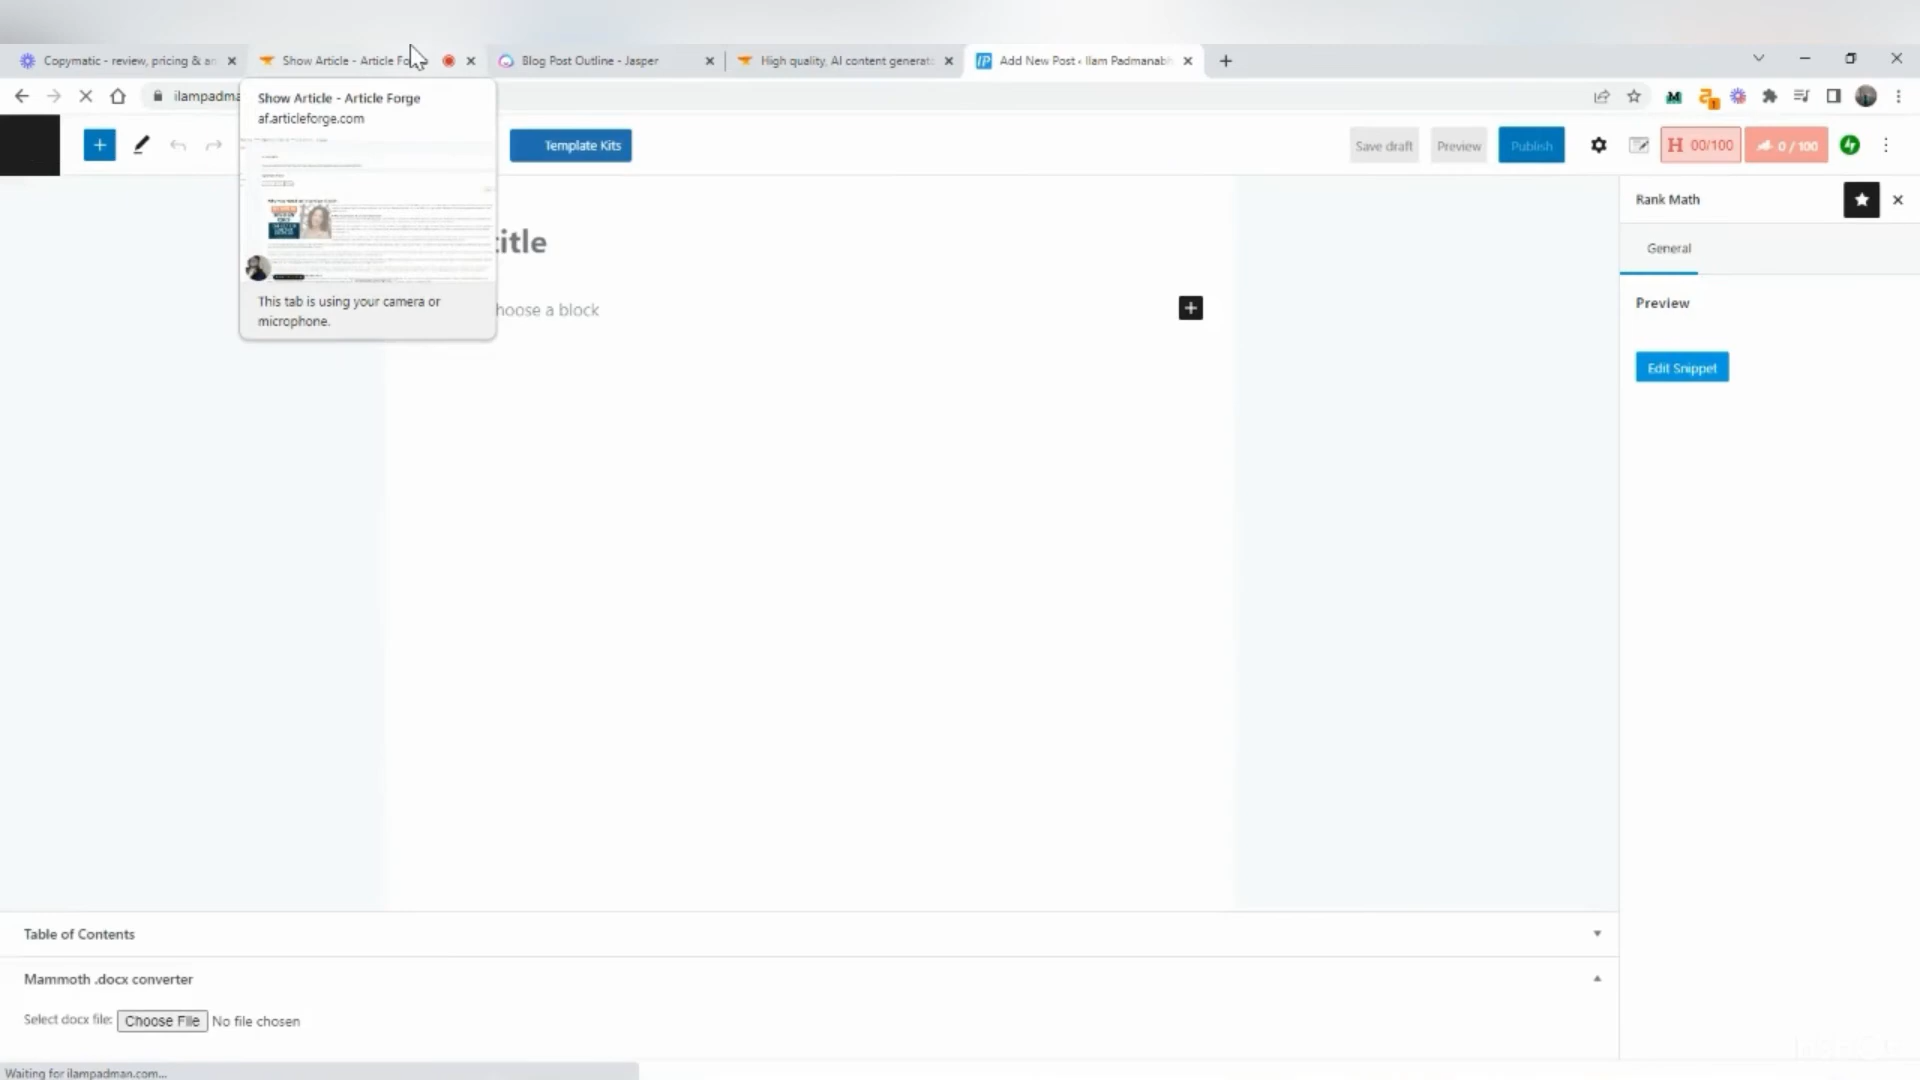 Copymatic - review, pricing & an
Show Article - Article Fo
Blog Post Outline - Jasper
High quality, AI content generat
Add New Post ‹ Ilam Padmanabh
ilampadma
Show Article - Article Forge
af.articleforge.com
This tab is using your camera or
microphone.
Template Kits
Save draft
Preview
Publish
H 00/100
0 / 100
Rank Math
General
title
hoose a block
Preview
Edit Snippet
Table of Contents
Mammoth .docx converter
Select docx file: Choose File No file chosen
Waiting for ilampadman.com...